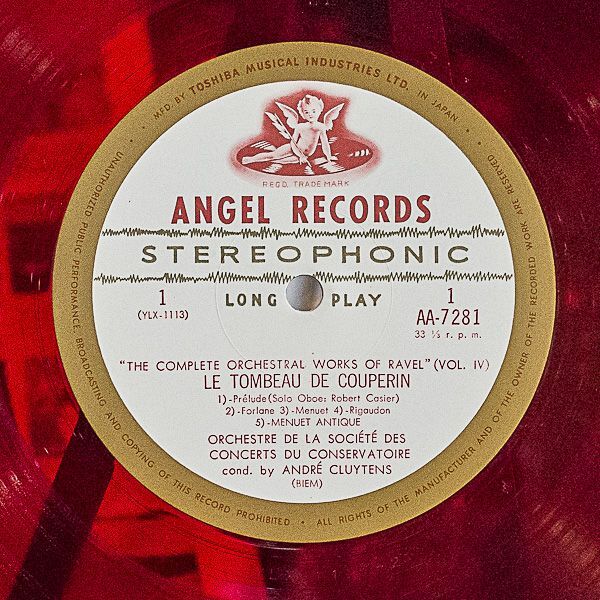 MFD. BY TOSHIBA MUSICAL INDUSTRIES LTD. IN JAPAN
REGD. TRADE MARK
ANGEL RECORDS
STEREOPHONIC
1 LONG PLAY 1
(YLX-1113) AA-7281
33 ⅓ r. p. m.
"THE COMPLETE ORCHESTRAL WORKS OF RAVEL" (VOL. IV)
LE TOMBEAU DE COUPERIN
1)-Prélude(Solo Oboe: Robert Casier)
2)-Forlane 3)-Menuet 4)-Rigaudon
5)-MENUET ANTIQUE
ORCHESTRE DE LA SOCIÉTÉ DES
CONCERTS DU CONSERVATOIRE
cond. by ANDRÉ CLUYTENS
(BIEM)
UNAUTHORIZED PUBLIC PERFORMANCE, BROADCASTING AND COPYING OF THIS RECORD PROHIBITED • ALL RIGHTS OF THE MANUFACTURER AND OF THE OWNER OF THE RECORDED WORK ARE RESERVED